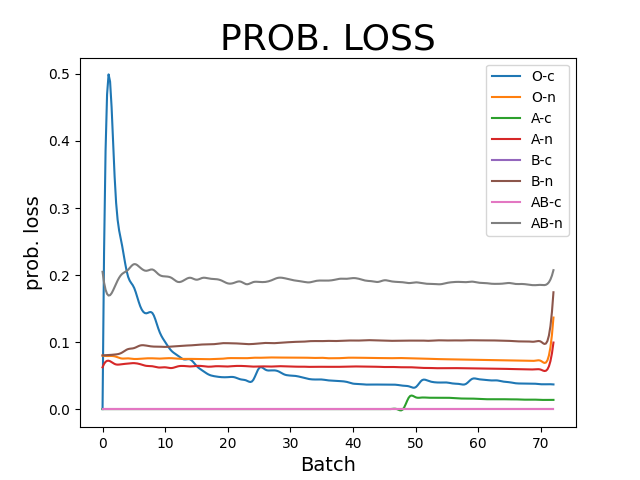 PROB. LOSS
O-c
O-n
A-c
A-n
B-c
B-n
AB-c
AB-n
prob. loss
0.5
0.4
0.3
0.2
0.1
0.0
0 10 20 30 40 50 60 70
Batch